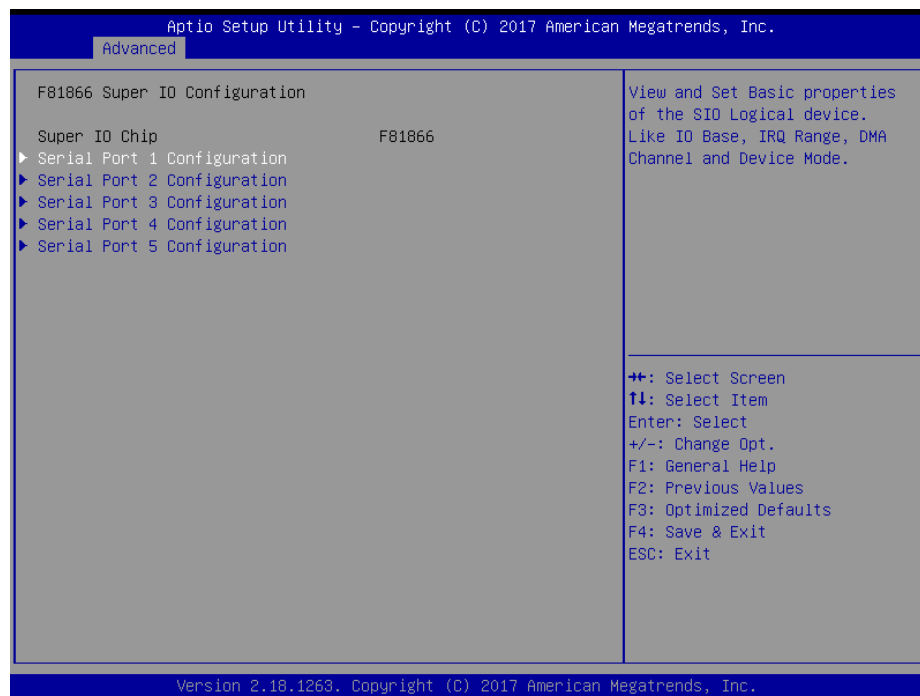 Aptio Setup Utility – Copyright (C) 2017 American Megatrends, Inc.
Advanced
F81866 Super IO Configuration
Super IO Chip F81866
▶ Serial Port 1 Configuration
▶ Serial Port 2 Configuration
▶ Serial Port 3 Configuration
▶ Serial Port 4 Configuration
▶ Serial Port 5 Configuration
View and Set Basic properties
of the SIO Logical device.
Like IO Base, IRQ Range, DMA
Channel and Device Mode.
→←: Select Screen
↑↓: Select Item
Enter: Select
+/-: Change Opt.
F1: General Help
F2: Previous Values
F3: Optimized Defaults
F4: Save & Exit
ESC: Exit
Version 2.18.1263. Copyright (C) 2017 American Megatrends, Inc.